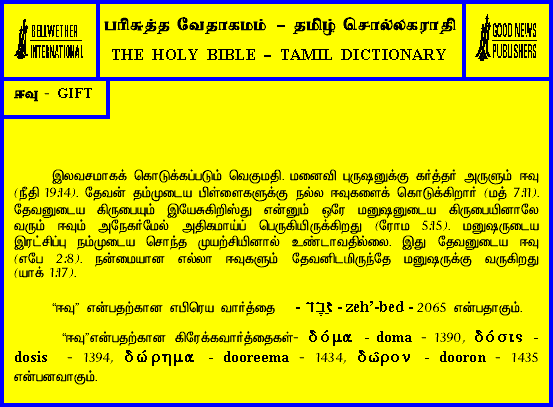 BELLWETHER
INTERNATIONAL
பரிசுத்த வேதாகமம் – தமிழ் சொல்லகராதி
THE HOLY BIBLE – TAMIL DICTIONARY
GOOD NEWS
PUBLISHERS
ஈவு - GIFT
இலவசமாகக் கொடுக்கப்படும் வெகுமதி. மனைவி புருஷனுக்கு கர்த்தர் அருளும் ஈவு
(நீதி 19:14). தேவன் தம்முடைய பிள்ளைகளுக்கு நல்ல ஈவுகளைக் கொடுக்கிறார் (மத் 7:11).
தேவனுடைய கிருபையும் இயேசுகிறிஸ்து என்னும் ஒரே மனுஷனுடைய கிருபையினாலே
வரும் ஈவும் அநேகர்மேல் அதிகமாய்ப் பெருகியிருக்கிறது (ரோம 5:15). மனுஷருடைய
இரட்சிப்பு நம்முடைய சொந்த முயற்சியினால் உண்டாவதில்லை. இது தேவனுடைய ஈவு
(எபே 2:8). நன்மையான எல்லா ஈவுகளும் தேவனிடமிருந்தே மனுஷருக்கு வருகிறது
(யாக் 1:17).
“ஈவு” என்பதற்கான எபிரெய வார்த்தை - זֶבֶד - zeh’-bed - 2065 என்பதாகும்.
“ஈவு”என்பதற்கான கிரேக்கவார்த்தைகள்- δόμα - doma - 1390, δόσις -
dosis - 1394, δώρημα - dooreema - 1434, δῶρον - dooron - 1435
என்பனவாகும்.